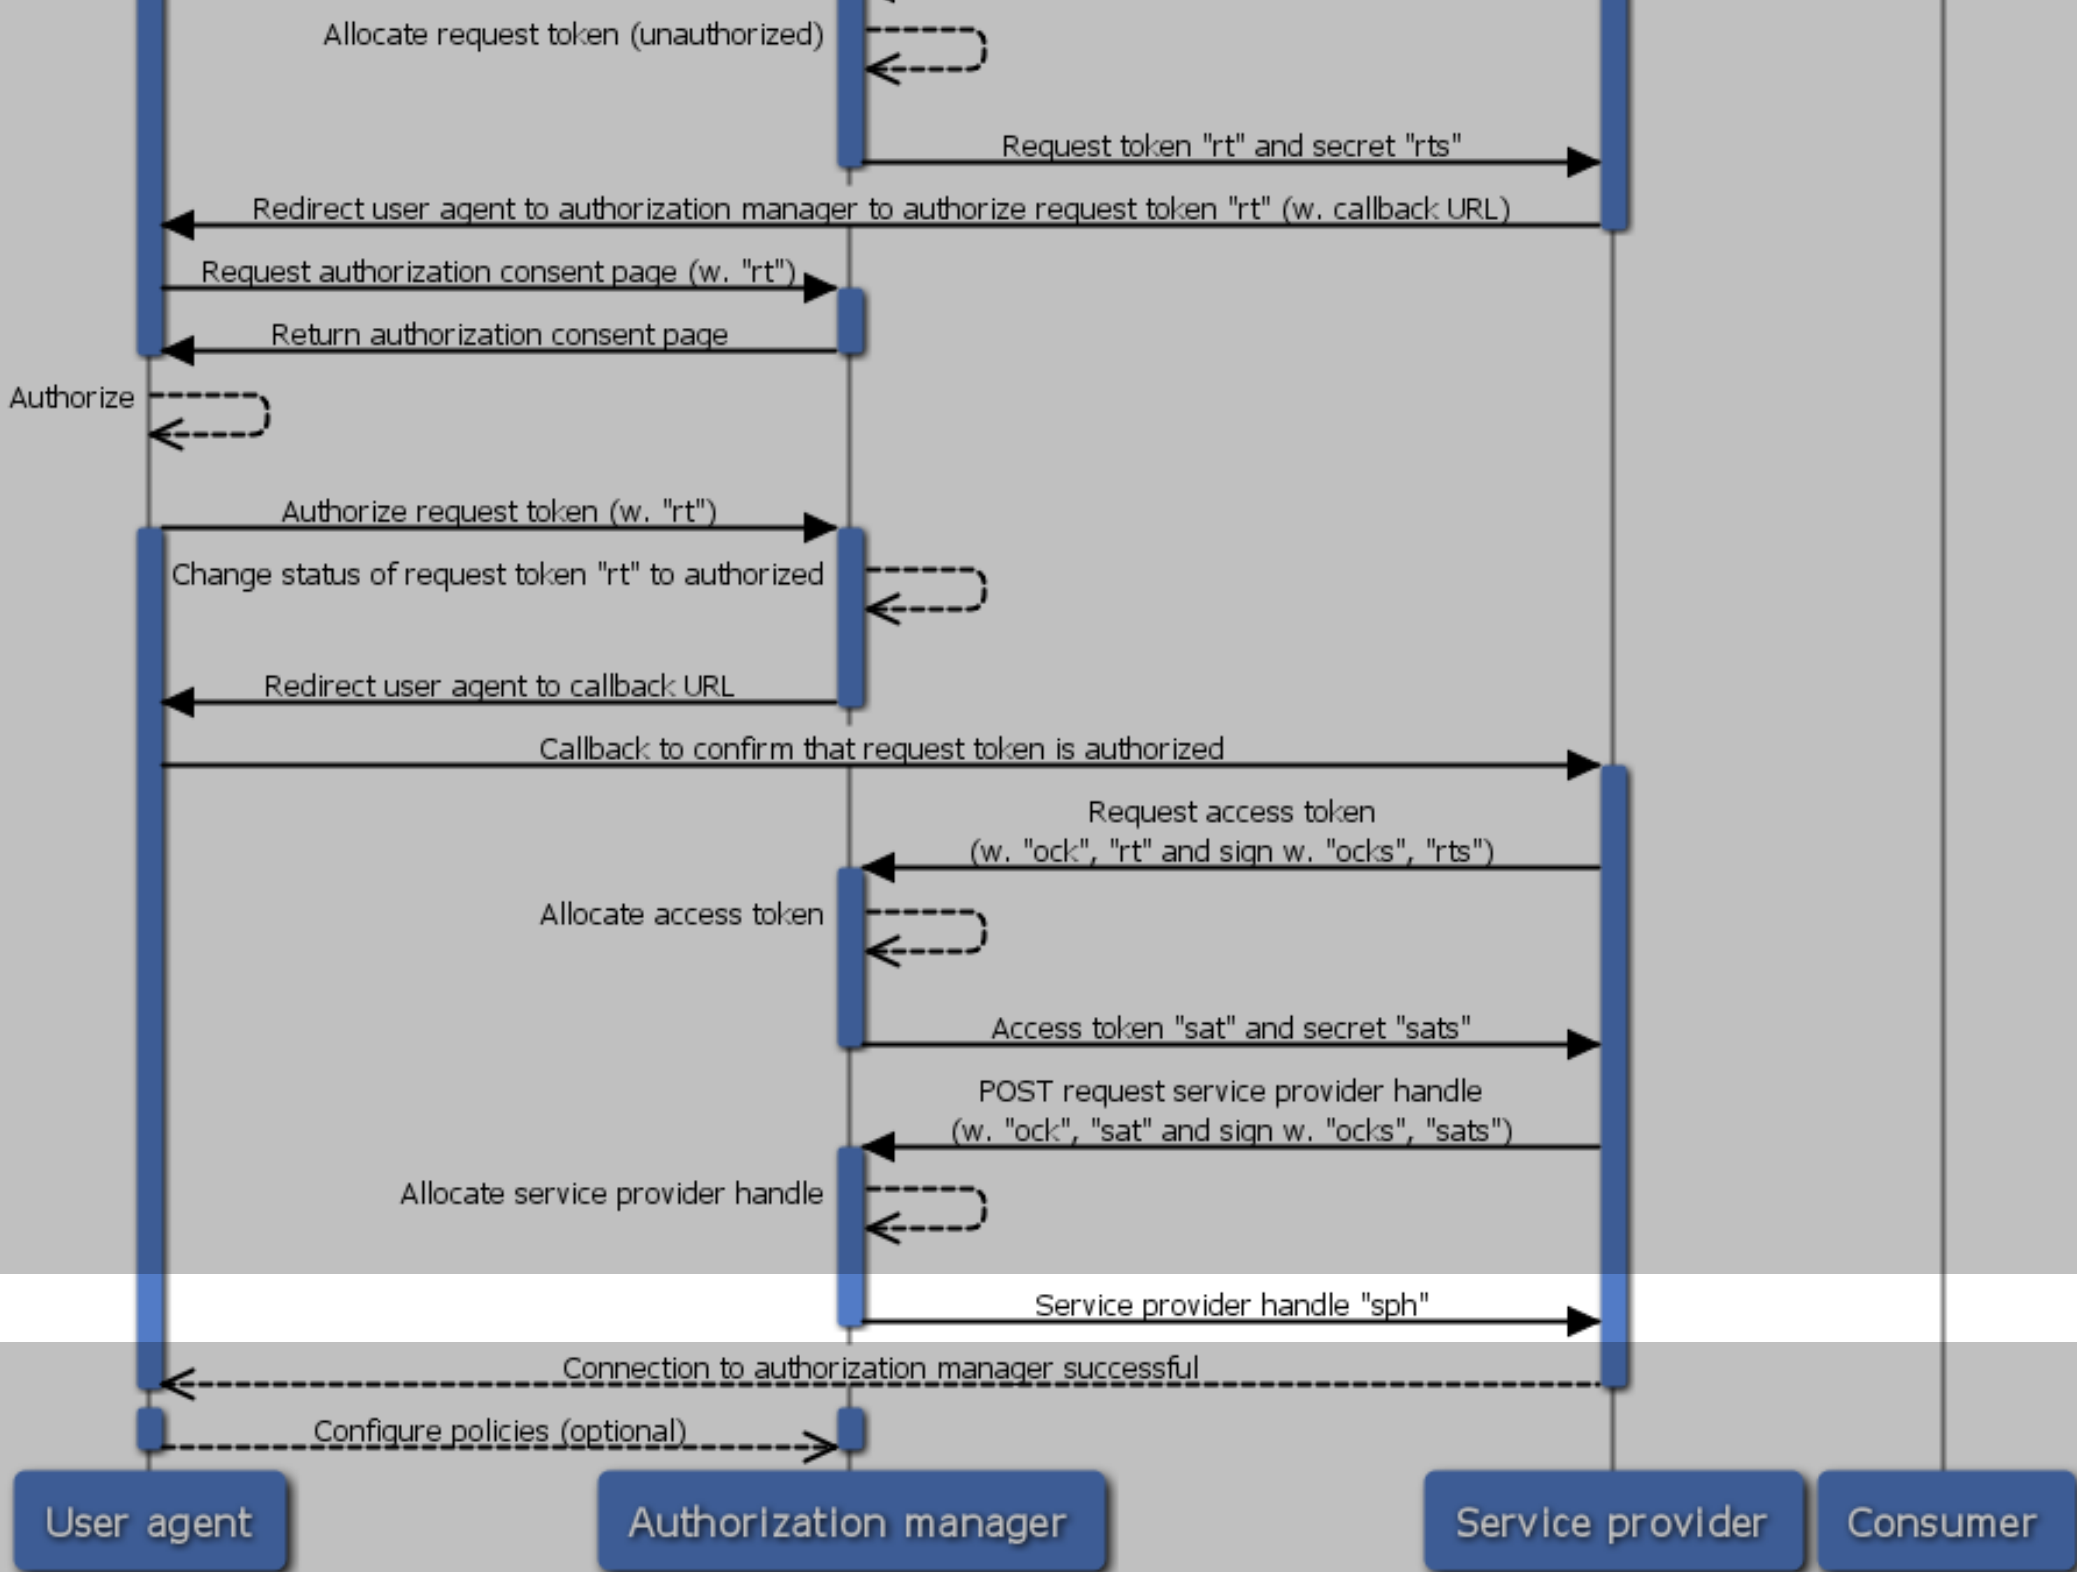 Allocate request token (unauthorized)
Request token "rt" and secret "rts"
Redirect user agent to authorization manager to authorize request token "rt" (w. callback URL)
Request authorization consent page (w. "rt")
Return authorization consent page
Authorize
Authorize request token (w. "rt")
Change status of request token "rt" to authorized
Redirect user agent to callback URL
Callback to confirm that request token is authorized
Request access token
(w. "ock", "rt" and sign w. "ocks", "rts")
Allocate access token
Access token "sat" and secret "sats"
POST request service provider handle
(w. "ock", "sat" and sign w. "ocks", "sats")
Allocate service provider handle
Service provider handle "sph"
Connection to authorization manager successful
Configure policies (optional)
User agent
Authorization manager
Service provider
Consumer